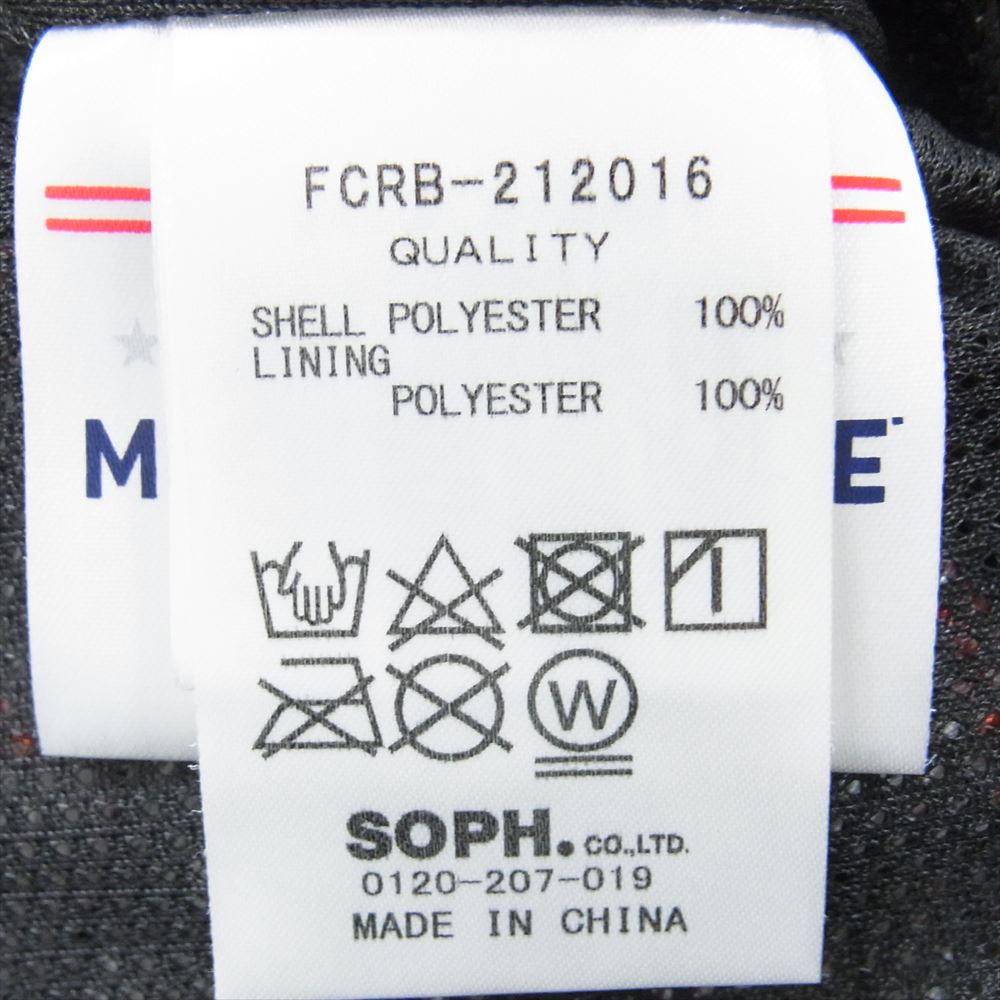 FCRB-212016
QUALITY
SHELL POLYESTER 100%
LINING
POLYESTER 100%
W
SOPH. CO.,LTD.
0120-207-019
MADE IN CHINA
M
E